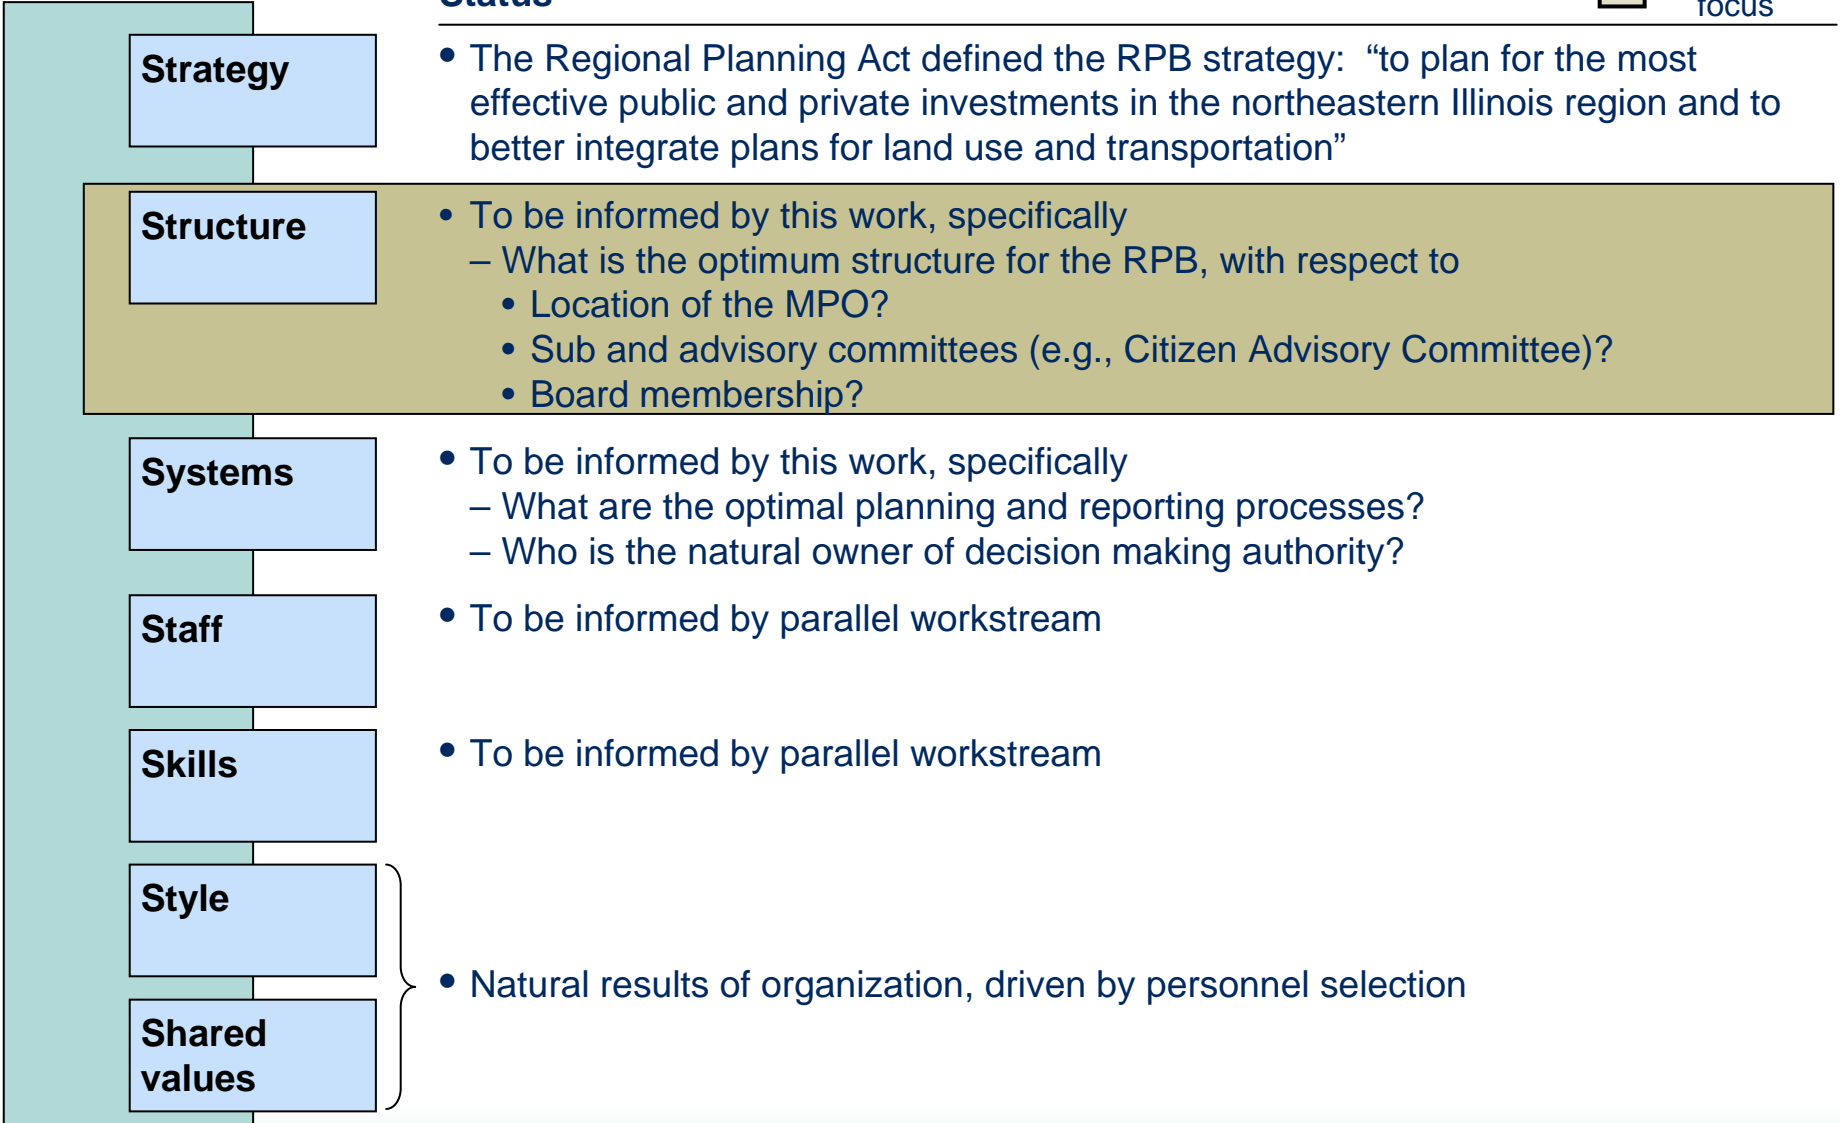 Status
focus
Strategy
• The Regional Planning Act defined the RPB strategy: “to plan for the most
effective public and private investments in the northeastern Illinois region and to
better integrate plans for land use and transportation”
Structure
• To be informed by this work, specifically
– What is the optimum structure for the RPB, with respect to
• Location of the MPO?
• Sub and advisory committees (e.g., Citizen Advisory Committee)?
• Board membership?
Systems
• To be informed by this work, specifically
– What are the optimal planning and reporting processes?
– Who is the natural owner of decision making authority?
Staff
• To be informed by parallel workstream
Skills
• To be informed by parallel workstream
Style
• Natural results of organization, driven by personnel selection
Shared
values